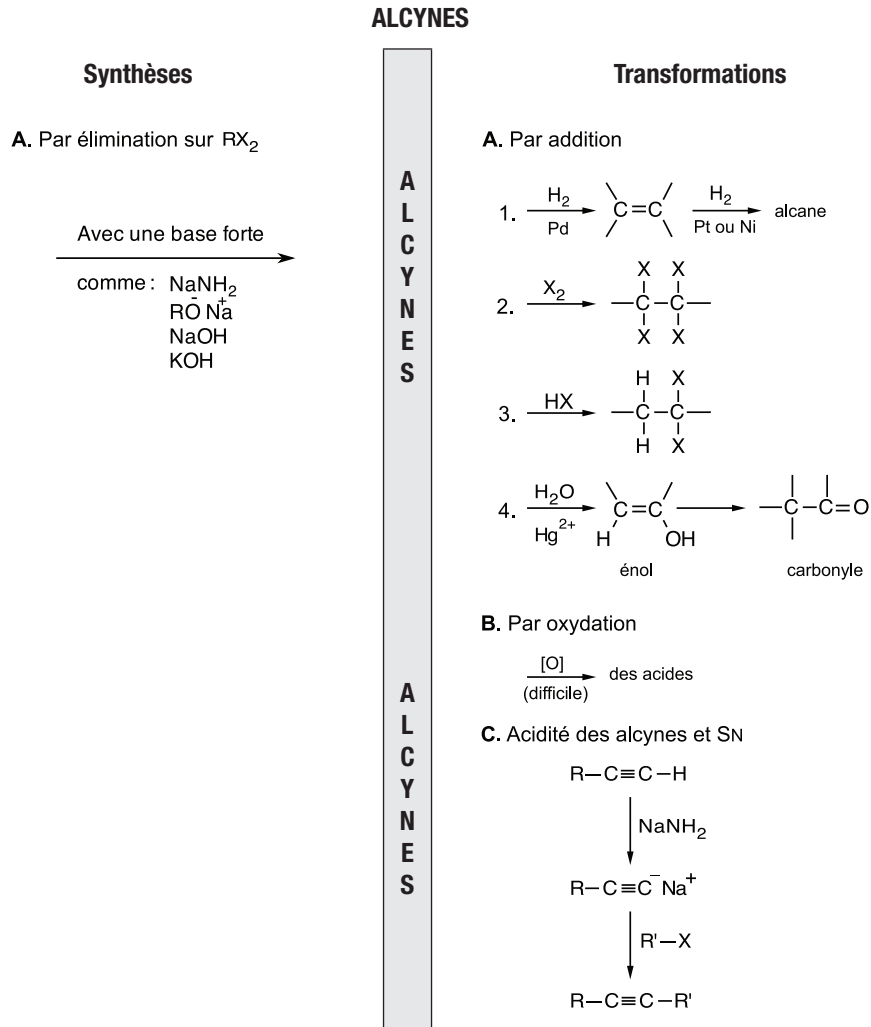 ALCYNES
Synthèses
A. Par élimination sur RX₂
Avec une base forte
comme : NaNH₂
RO⁻ Na⁺
NaOH
KOH
ALCYNES
ALCYNES
Transformations
A. Par addition
1. H₂ Pd C=C H₂ Pt ou Ni alcane
2. X₂
X X
C–C
X X
3. HX
H X
C–C
H X
4. H₂O Hg²⁺ C=C H OH C–C=O
énol carbonyle
B. Par oxydation
[O] des acides
(difficile)
C. Acidité des alcynes et SN
R–C≡C–H
NaNH₂
R–C≡C⁻ Na⁺
R'–X
R–C≡C–R'